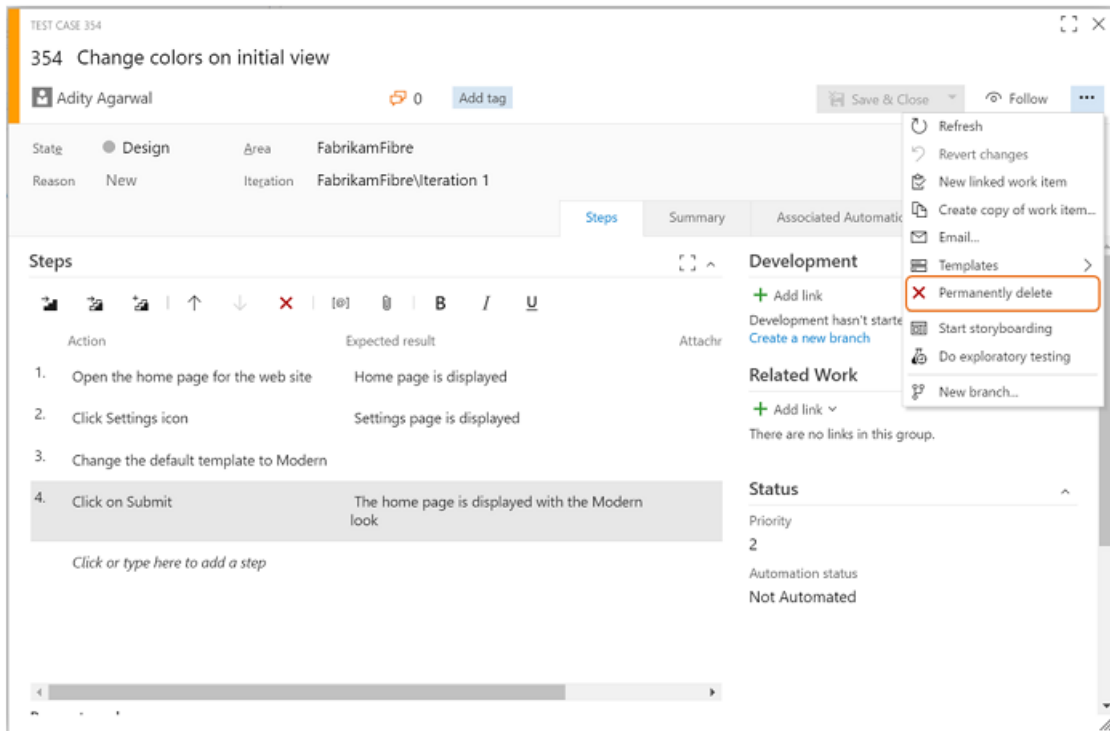 TEST CASE 354
354 Change colors on initial view
Adity Agarwal
0
Add tag
Save & Close
Follow
State
Design
Area
FabrikamFibre
Reason
New
Iteration
FabrikamFibre\Iteration 1
Refresh
Revert changes
New linked work item
Create copy of work item...
Email...
Templates
Permanently delete
Start storyboarding
Do exploratory testing
New branch...
Steps
Summary
Associated Automatic
Steps
B I U
Action
Expected result
Attachr
1. Open the home page for the web site
Home page is displayed
2. Click Settings icon
Settings page is displayed
3. Change the default template to Modern
4. Click on Submit
The home page is displayed with the Modern
look
Click or type here to add a step
Development
+ Add link
Development hasn't starte
Create a new branch
Related Work
+ Add link
There are no links in this group.
Status
Priority
2
Automation status
Not Automated